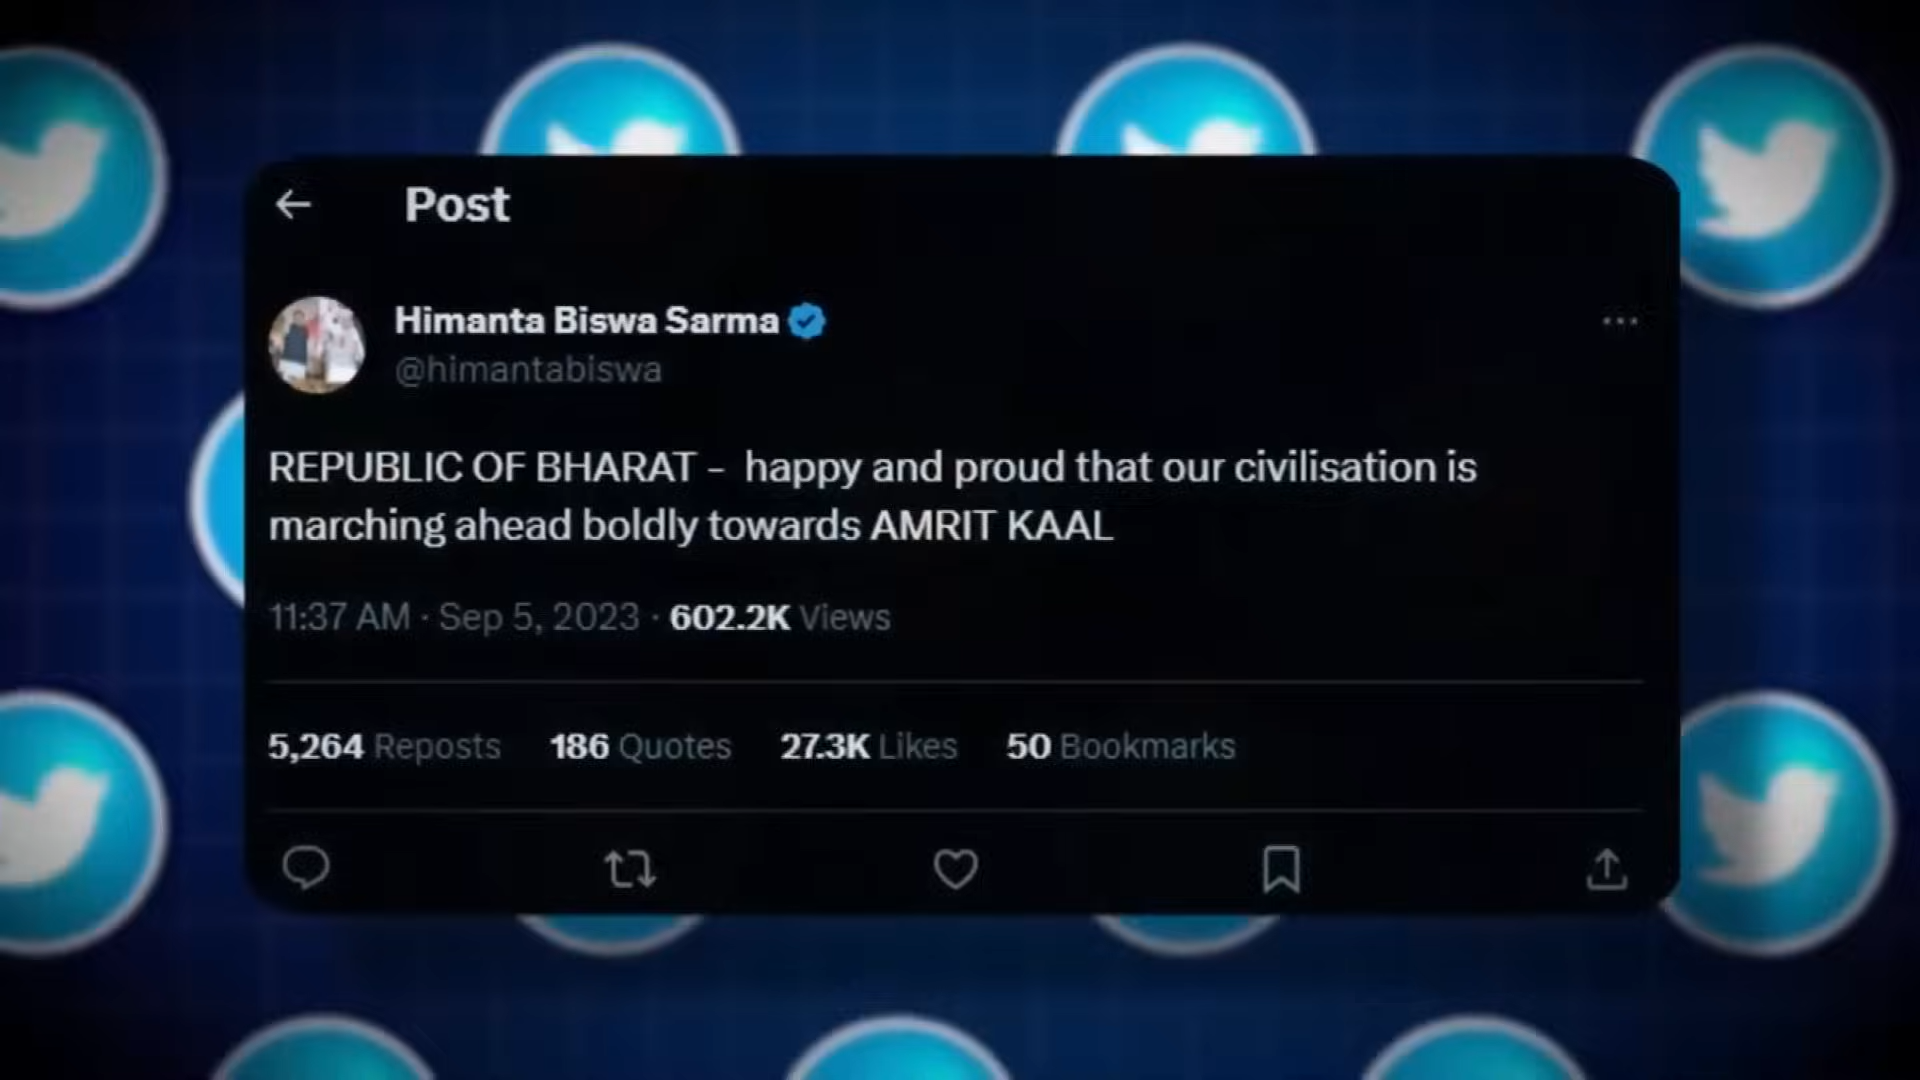 Post
Himanta Biswa Sarma
@himantabiswa
REPUBLIC OF BHARAT - happy and proud that our civilisation is
marching ahead boldly towards AMRIT KAAL
11:37 AM · Sep 5, 2023 · 602.2K Views
5,264 Reposts 186 Quotes 27.3K Likes 50 Bookmarks